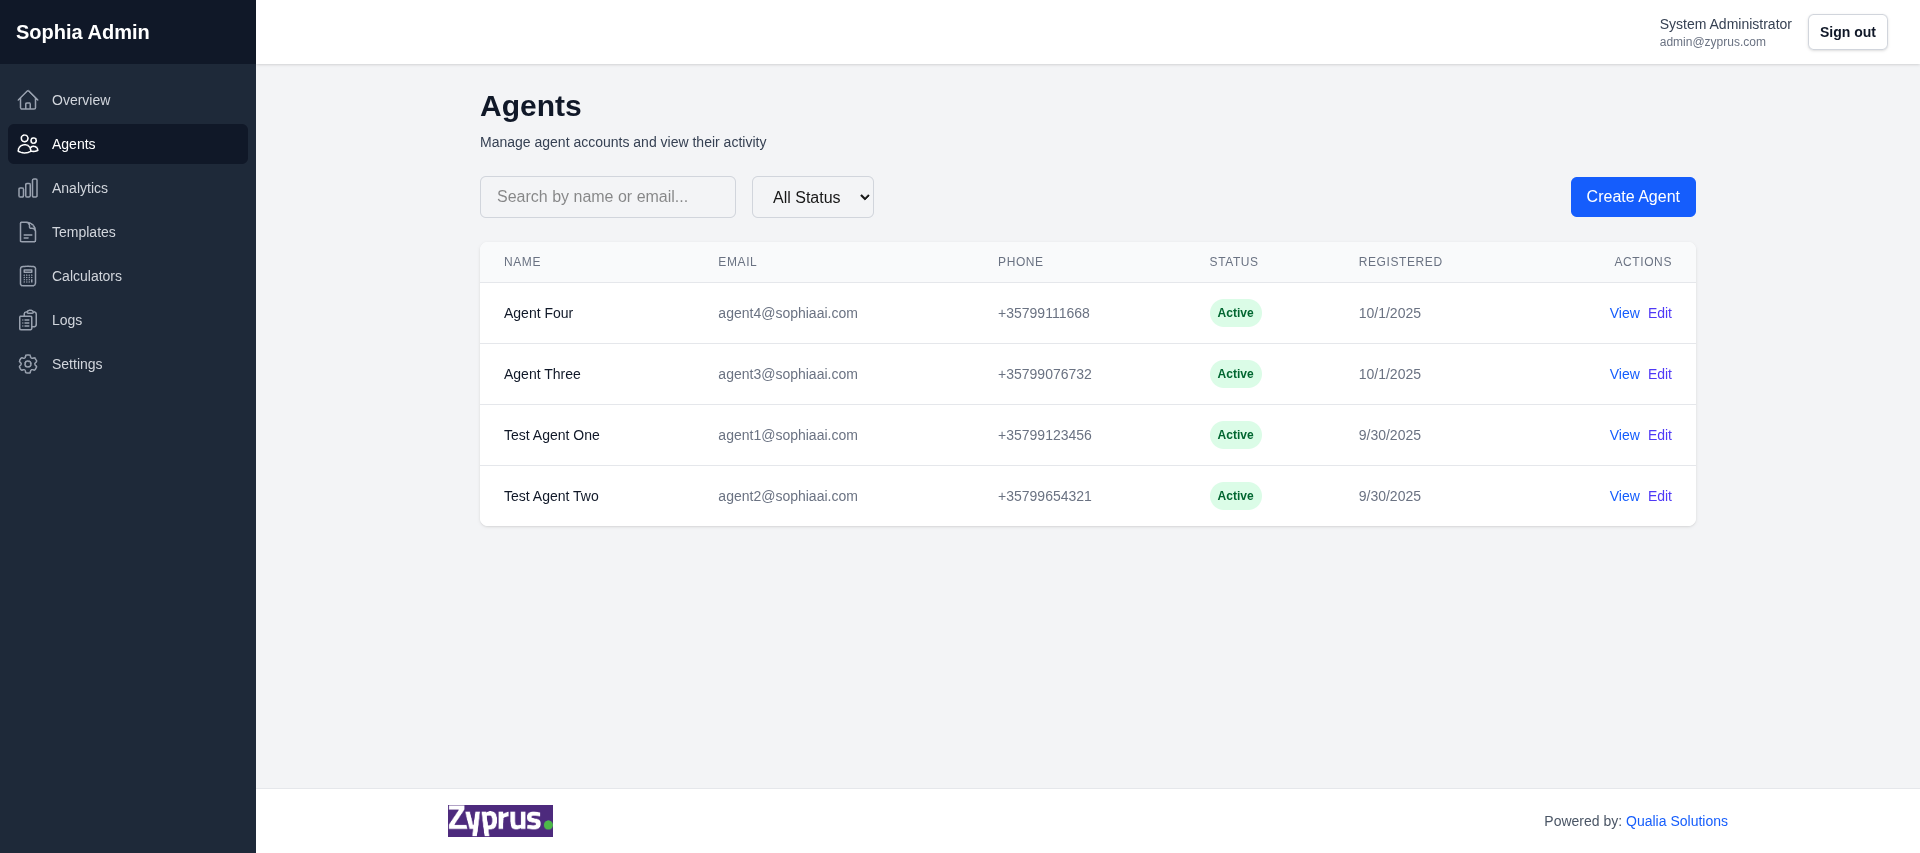 Sophia Admin
System Administrator
admin@zyprus.com
Sign out
Overview
Agents
Analytics
Templates
Calculators
Logs
Settings
Agents
Manage agent accounts and view their activity
Search by name or email...
All Status
Create Agent
NAME EMAIL PHONE STATUS REGISTERED ACTIONS
Agent Four agent4@sophiaai.com +35799111668 Active 10/1/2025 View Edit
Agent Three agent3@sophiaai.com +35799076732 Active 10/1/2025 View Edit
Test Agent One agent1@sophiaai.com +35799123456 Active 9/30/2025 View Edit
Test Agent Two agent2@sophiaai.com +35799654321 Active 9/30/2025 View Edit
Zyprus.
Powered by: Qualia Solutions